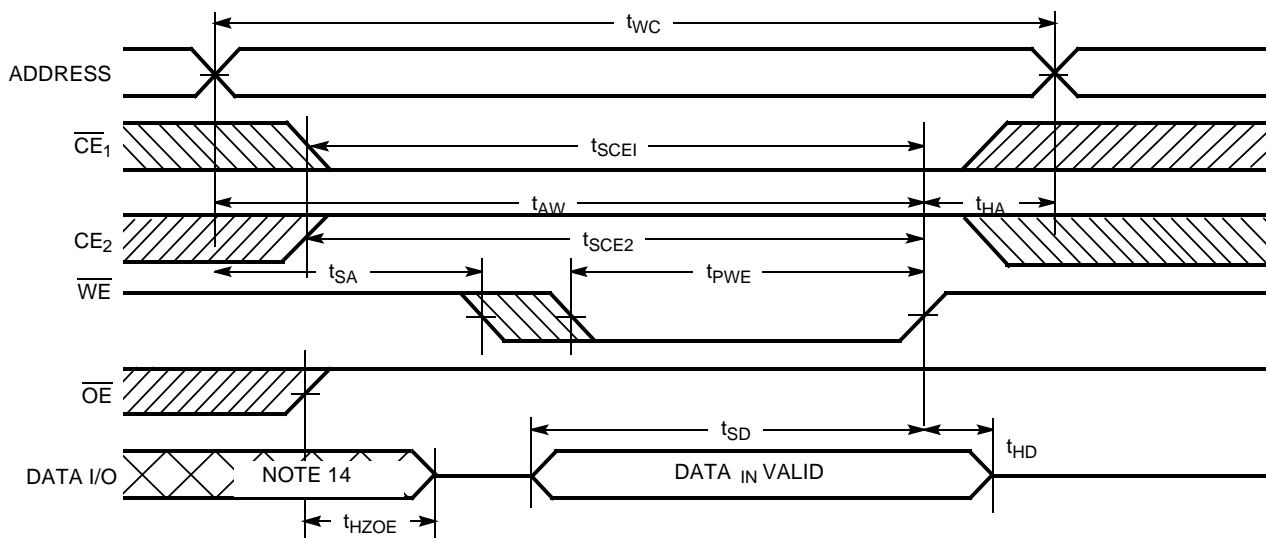 tWC
ADDRESS
CE1
tSCEI
tAW
tHA
CE2
tSCE2
tSA
tPWE
WE
OE
tSD
tHD
DATA I/O
NOTE 14
DATA IN VALID
tHZOE